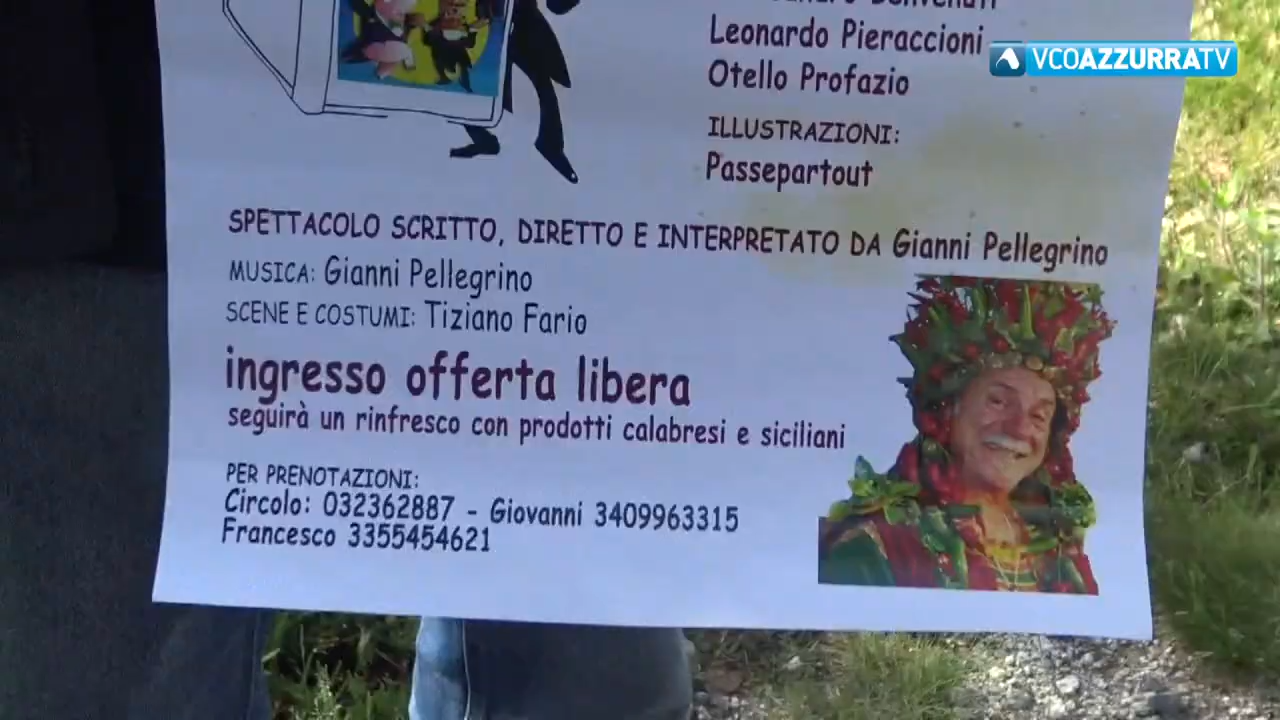 Leonardo Pieraccioni
VCOAZZURRATV
Otello Profazio
ILLUSTRAZIONI:
Passepartout
SPETTACOLO SCRITTO, DIRETTO E INTERPRETATO DA Gianni Pellegrino
MUSICA: Gianni Pellegrino
SCENE E COSTUMI: Tiziano Fario
ingresso offerta libera
seguirà un rinfresco con prodotti calabresi e siciliani
PER PRENOTAZIONI:
Circolo: 032362887 - Giovanni 3409963315
Francesco 3355454621